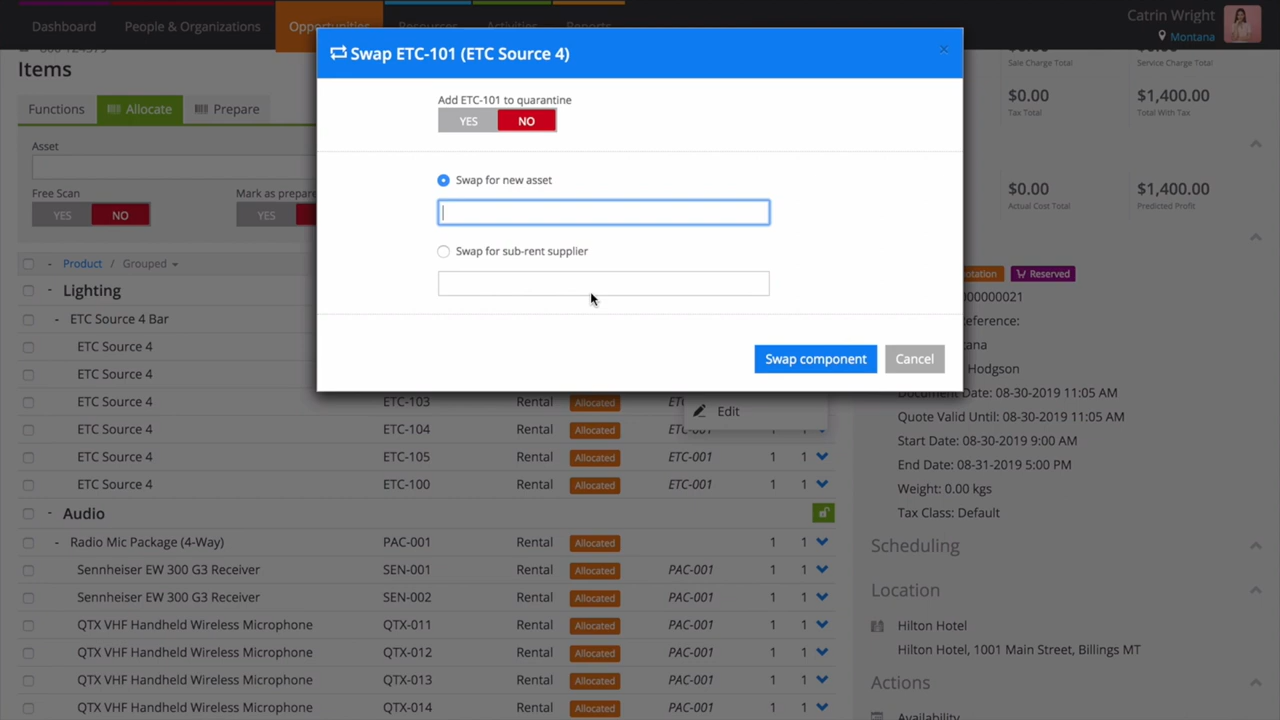 Dashboard
People & Organizations
Opportunities
Resources
Activities
Reports
Catrin Wright
Montana
Items
Functions
Allocate
Prepare
Asset
Free Scan
YES
NO
Mark as prepare
YES
Product / Grouped
Swap ETC-101 (ETC Source 4)
×
Add ETC-101 to quarantine
YES
NO
Swap for new asset
Swap for sub-rent supplier
Swap component
Cancel
Edit
Lighting
ETC Source 4 Bar
ETC Source 4
ETC Source 4
ETC Source 4 ETC-103 Rental Allocated
ETC Source 4 ETC-104 Rental Allocated ETC-001 1 1
ETC Source 4 ETC-105 Rental Allocated ETC-001 1 1
ETC Source 4 ETC-100 Rental Allocated ETC-001 1 1
Audio
Radio Mic Package (4-Way) PAC-001 Rental Allocated 1 1
Sennheiser EW 300 G3 Receiver SEN-001 Rental Allocated PAC-001 1 1
Sennheiser EW 300 G3 Receiver SEN-002 Rental Allocated PAC-001 1 1
QTX VHF Handheld Wireless Microphone QTX-011 Rental Allocated PAC-001 1 1
QTX VHF Handheld Wireless Microphone QTX-012 Rental Allocated PAC-001 1 1
QTX VHF Handheld Wireless Microphone QTX-013 Rental Allocated PAC-001 1 1
QTX VHF Handheld Wireless Microphone QTX-014 Rental Allocated PAC-001 1 1
Sale Charge Total
Service Charge Total
$0.00
$1,400.00
Tax Total
Total With Tax
$0.00
$1,400.00
Actual Cost Total
Predicted Profit
otation
Reserved
00000021
eference:
tana
Hodgson
Document Date: 08-30-2019 11:05 AM
Quote Valid Until: 08-30-2019 11:05 AM
Start Date: 08-30-2019 9:00 AM
End Date: 08-31-2019 5:00 PM
Weight: 0.00 kgs
Tax Class: Default
Scheduling
Location
Hilton Hotel
Hilton Hotel, 1001 Main Street, Billings MT
Actions
Availability